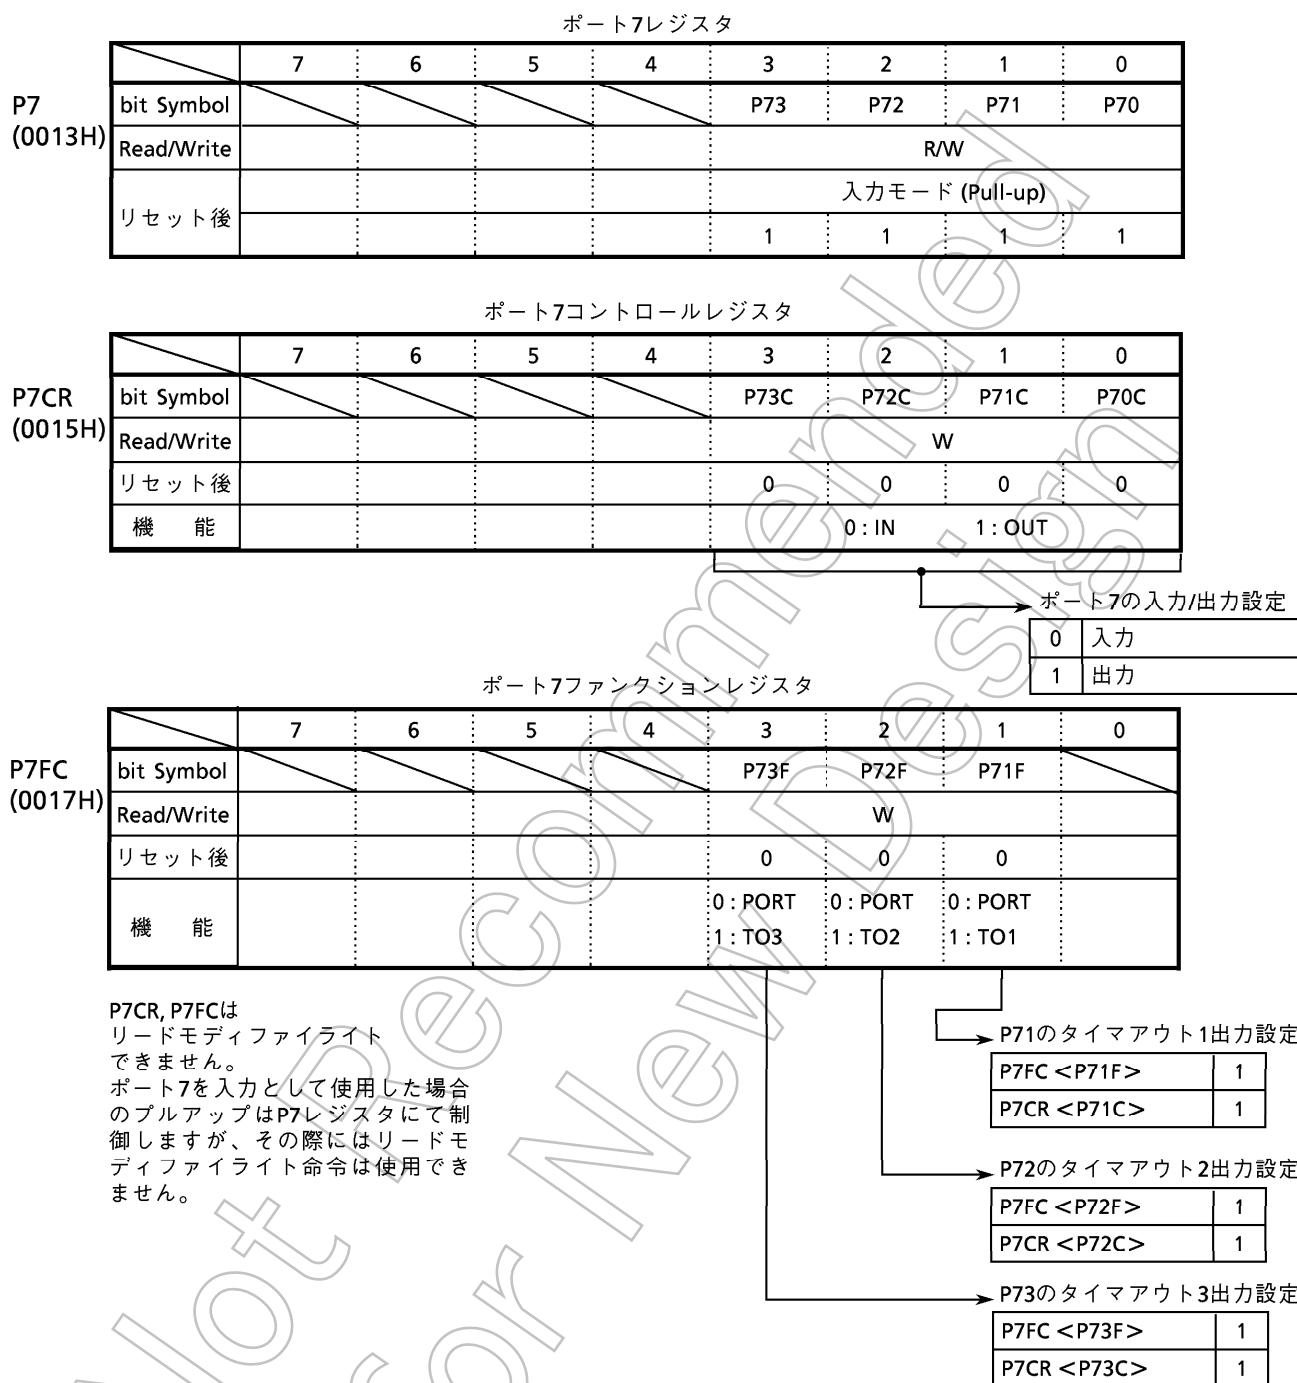 ポート7レジスタ
7 6 5 4 3 2 1 0
P7
(0013H)
bit Symbol P73 P72 P71 P70
Read/Write R/W
リセット後 入力モード (Pull-up)
1 1 1 1
ポート7コントロールレジスタ
7 6 5 4 3 2 1 0
P7CR
(0015H)
bit Symbol P73C P72C P71C P70C
Read/Write W
リセット後 0 0 0 0
機 能 0 : IN 1 : OUT
ポート7の入力/出力設定
0 入力
1 出力
ポート7ファンクションレジスタ
7 6 5 4 3 2 1 0
P7FC
(0017H)
bit Symbol P73F P72F P71F
Read/Write W
リセット後 0 0 0
機 能 0 : PORT 0 : PORT 0 : PORT
1 : TO3 1 : TO2 1 : TO1
P7CR, P7FCは
リードモディファイライト
できません。
ポート7を入力として使用した場合
のプルアップはP7レジスタにて制
御しますが、その際にはリードモ
ディファイライト命令は使用でき
ません。
P71のタイマアウト1出力設定
P7FC <P71F> 1
P7CR <P71C> 1
P72のタイマアウト2出力設定
P7FC <P72F> 1
P7CR <P72C> 1
P73のタイマアウト3出力設定
P7FC <P73F> 1
P7CR <P73C> 1
Not Recommended
for New Design